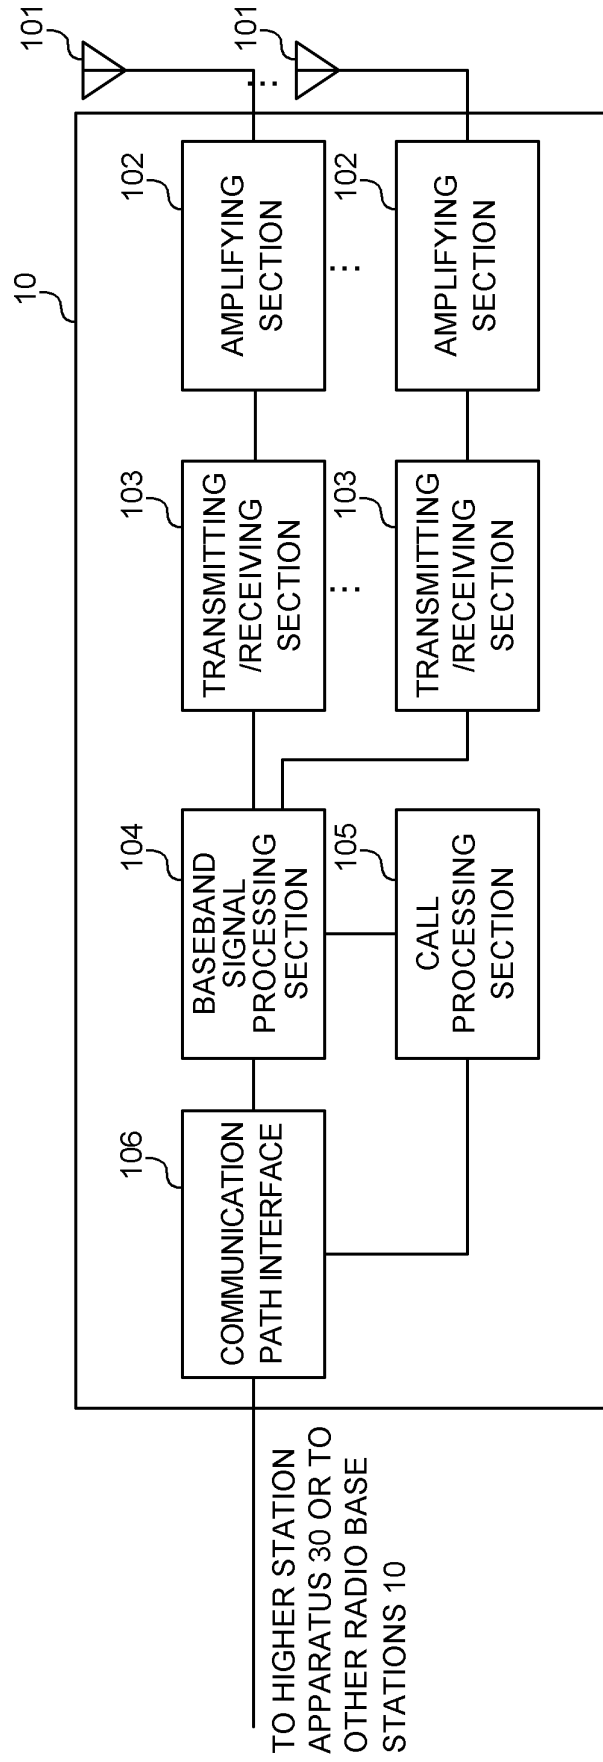 101
101
10
102
AMPLIFYING
SECTION
102
AMPLIFYING
SECTION
...
103
TRANSMITTING
/RECEIVING
SECTION
103
TRANSMITTING
/RECEIVING
SECTION
...
104
BASEBAND
SIGNAL
PROCESSING
SECTION
105
CALL
PROCESSING
SECTION
106
COMMUNICATION
PATH INTERFACE
TO HIGHER STATION
APPARATUS 30 OR TO
OTHER RADIO BASE
STATIONS 10